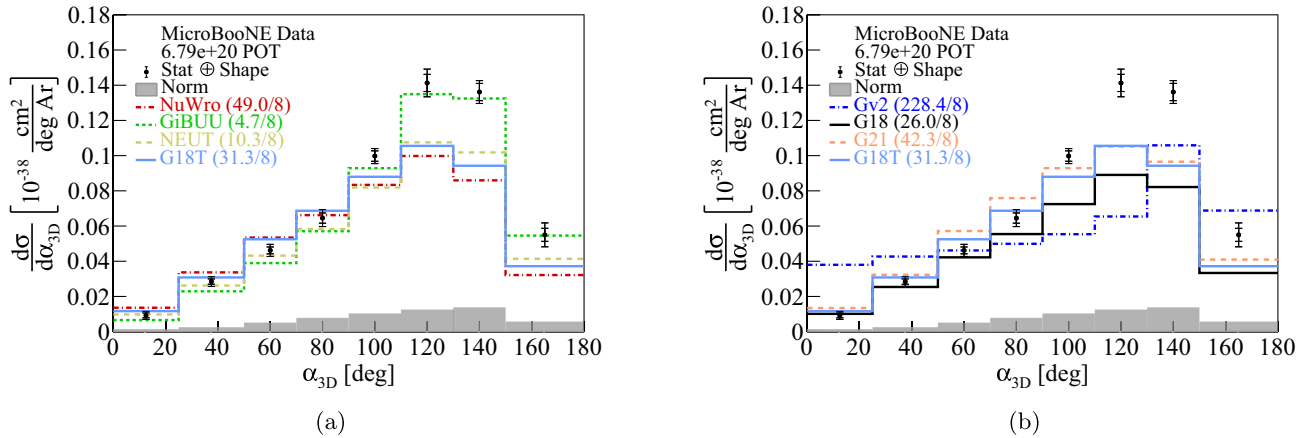 0.18
0.16
0.14
0.12
0.1
0.08
0.06
0.04
0.02
0
dσ/dα3D [10^-38 cm^2/deg Ar]
MicroBooNE Data
6.79e+20 POT
Stat ⊕ Shape
Norm
NuWro (49.0/8)
GiBUU (4.7/8)
NEUT (10.3/8)
G18T (31.3/8)
0 20 40 60 80 100 120 140 160 180
α3D [deg]
(a)
0.18
0.16
0.14
0.12
0.1
0.08
0.06
0.04
0.02
0
dσ/dα3D [10^-38 cm^2/deg Ar]
MicroBooNE Data
6.79e+20 POT
Stat ⊕ Shape
Norm
Gv2 (228.4/8)
G18 (26.0/8)
G21 (42.3/8)
G18T (31.3/8)
0 20 40 60 80 100 120 140 160 180
α3D [deg]
(b)